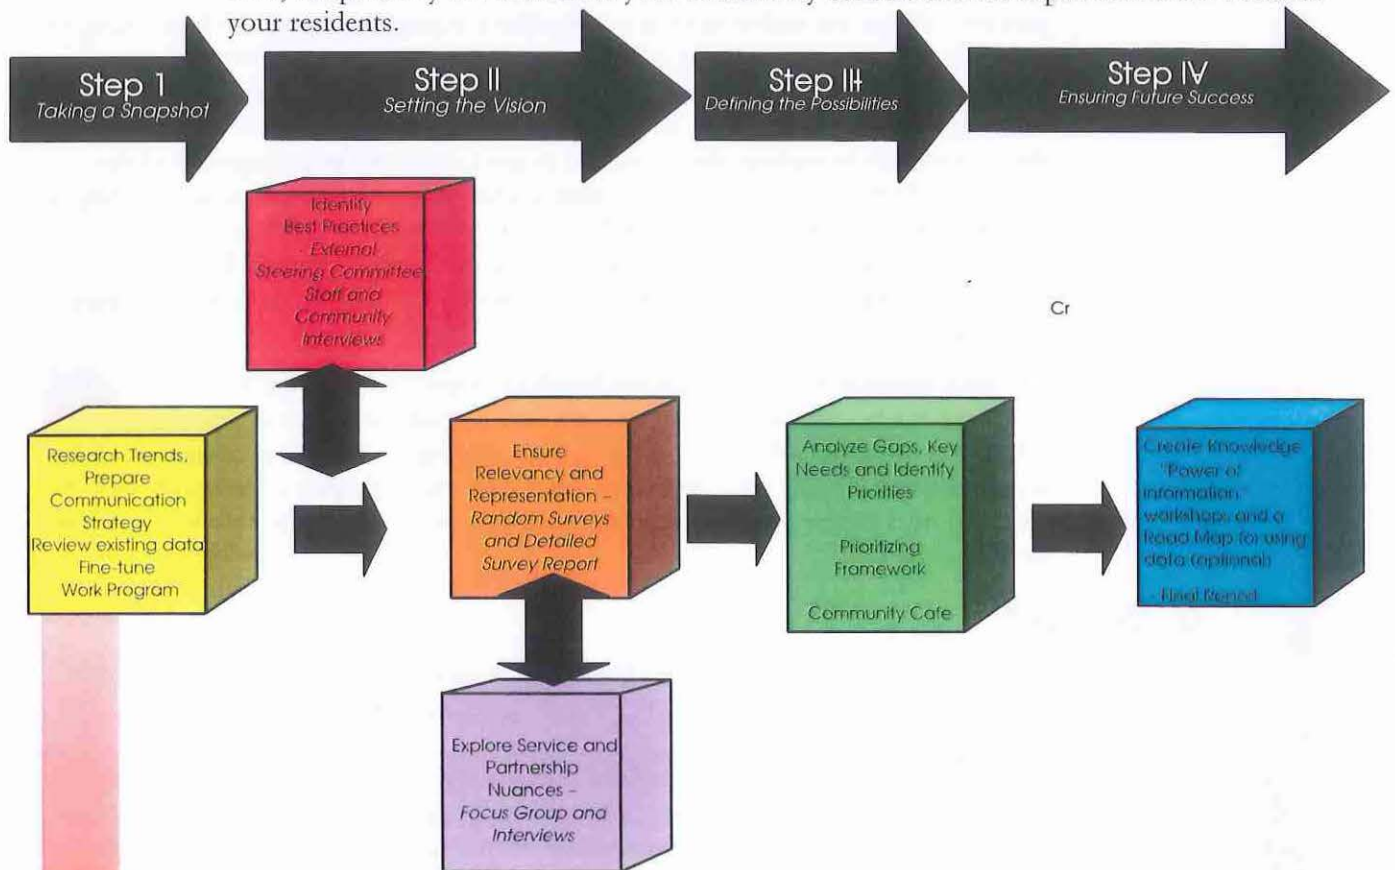 your residents.
Step 1
Taking a Snapshot
Step II
Setting the Vision
Step III
Defining the Possibilities
Step IV
Ensuring Future Success
Identify
Best Practices
- External
Steering Committee,
Staff and
Community
Interviews
Cr
Research Trends,
Prepare
Communication
Strategy
Review existing data
Fine-tune
Work Program
Ensure
Relevancy and
Representation –
Random Surveys
and Detailed
Survey Report
Analyze Gaps, Key
Needs and Identify
Priorities
Prioritizing
Framework
Community Cafe
Create Knowledge
"Power of
information"
workshops and a
Road Map for using
data (optional)
- Final Report
Explore Service and
Partnership
Nuances –
Focus Group and
Interviews